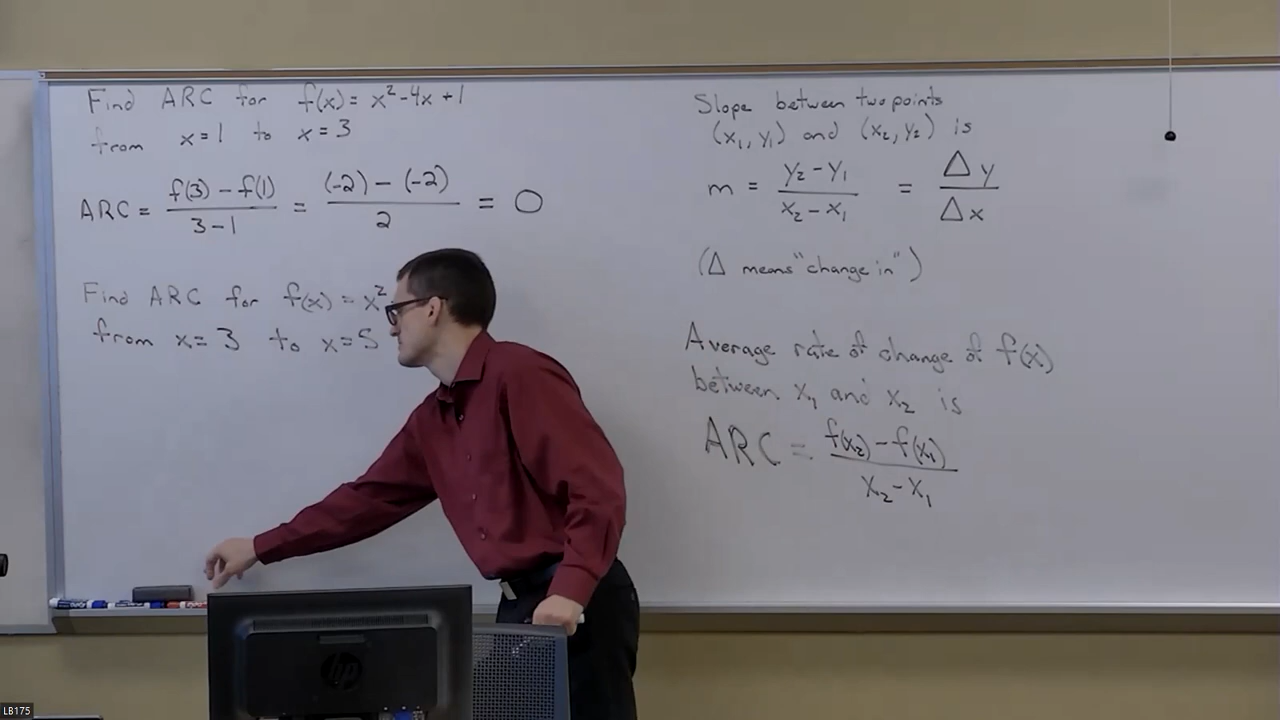 Find ARC for f(x) = x²-4x+1
from x=1 to x=3
ARC = f(3) - f(1) / 3-1 = (-2) - (-2) / 2 = 0
Find ARC for f(x) = x²
from x=3 to x=5
Slope between two points
(x₁, y₁) and (x₂, y₂) is
m = y₂-y₁ / x₂-x₁ = Δy / Δx
(Δ means "change in")
Average rate of change of f(x)
between x₁ and x₂ is
ARC = f(x₂) - f(x₁) / x₂-x₁
hp
LB175